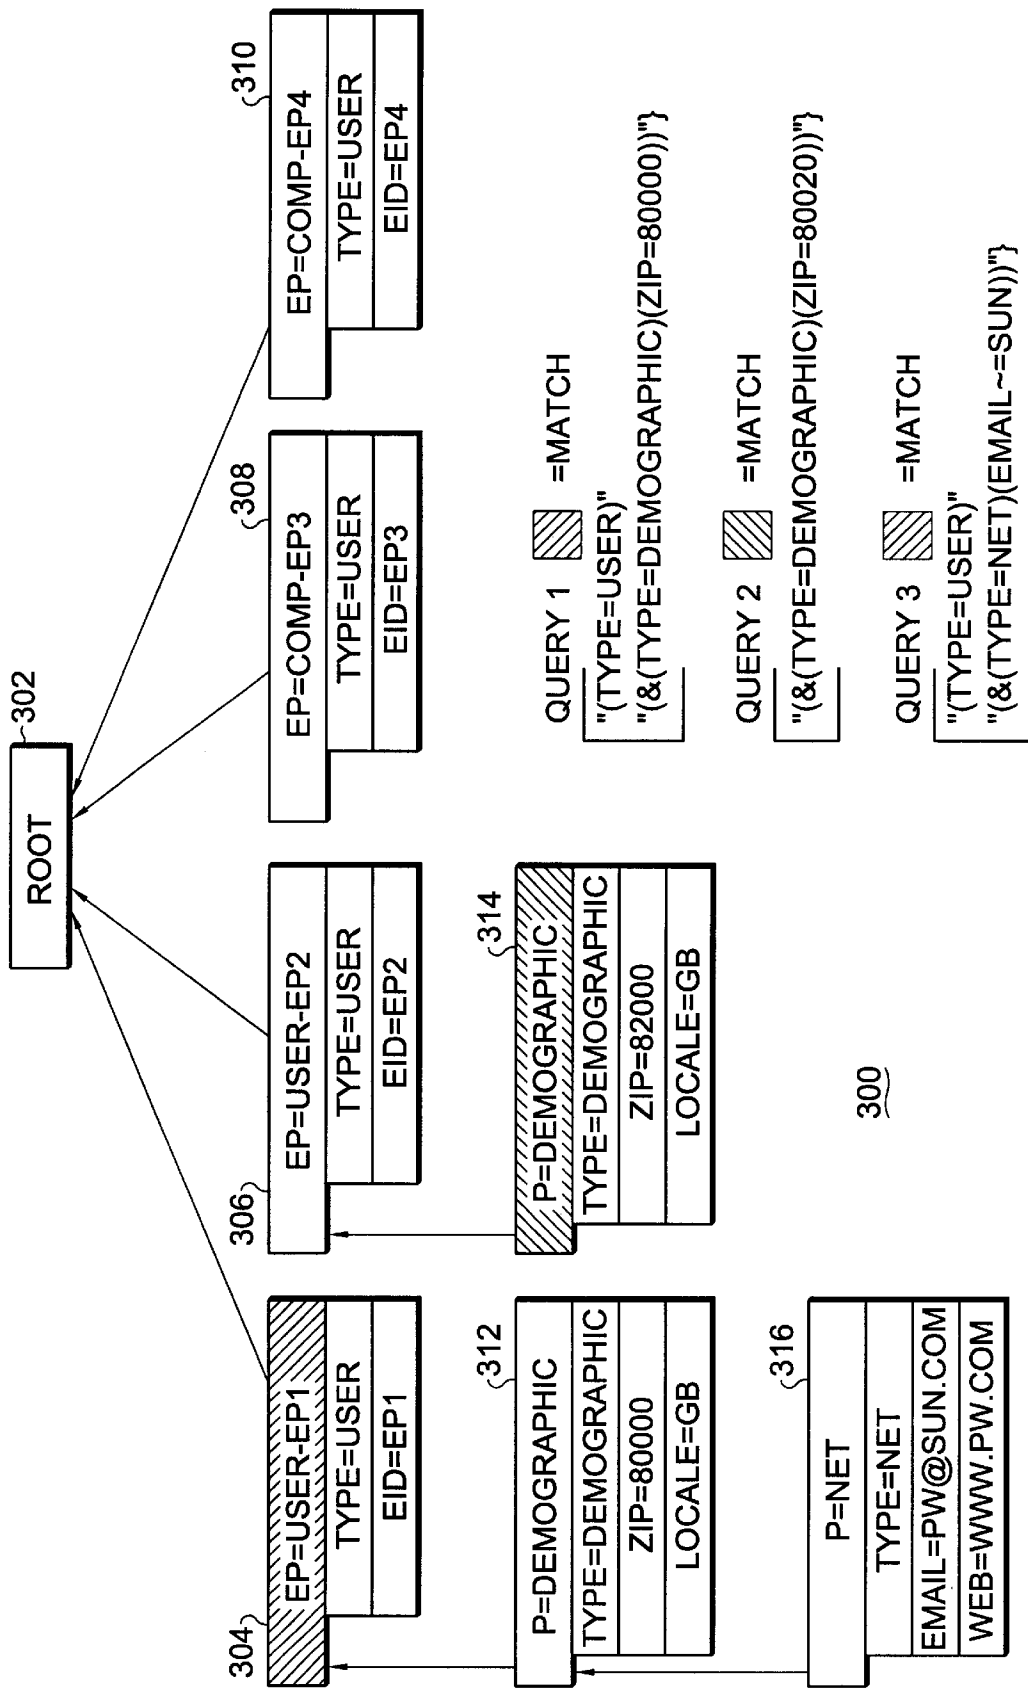 302
ROOT
304
EP=USER-EP1
TYPE=USER
EID=EP1
306
EP=USER-EP2
TYPE=USER
EID=EP2
308
EP=COMP-EP3
TYPE=USER
EID=EP3
310
EP=COMP-EP4
TYPE=USER
EID=EP4
312
P=DEMOGRAPHIC
TYPE=DEMOGRAPHIC
ZIP=80000
LOCALE=GB
314
P=DEMOGRAPHIC
TYPE=DEMOGRAPHIC
ZIP=82000
LOCALE=GB
316
P=NET
TYPE=NET
EMAIL=PW@SUN.COM
WEB=WWW.PW.COM
300
QUERY 1 =MATCH
"(TYPE=USER)"
"(&(TYPE=DEMOGRAPHIC)(ZIP=80000))"}
QUERY 2 =MATCH
"(&(TYPE=DEMOGRAPHIC)(ZIP=80020))"}
QUERY 3 =MATCH
"(TYPE=USER)"
"(&(TYPE=NET)(EMAIL~=SUN))"}